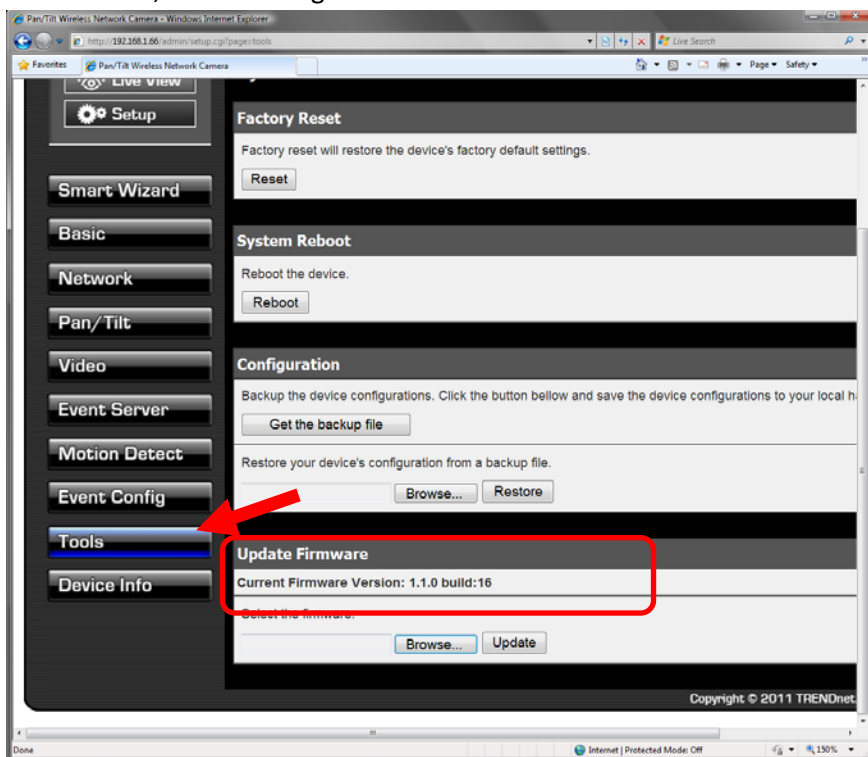 Pan/Tilt Wireless Network Camera - Windows Internet Explorer
http://192.168.1.66/admin/setup.cgi?page=tools
Live Search
Favorites
Pan/Tilt Wireless Network Camera
Page
Safety
Live View
Setup
Smart Wizard
Basic
Network
Pan/Tilt
Video
Event Server
Motion Detect
Event Config
Tools
Device Info
Factory Reset
Factory reset will restore the device's factory default settings.
Reset
System Reboot
Reboot the device.
Reboot
Configuration
Backup the device configurations. Click the button bellow and save the device configurations to your local
Get the backup file
Restore your device's configuration from a backup file.
Browse... Restore
Update Firmware
Current Firmware Version: 1.1.0 build:16
Select the firmware.
Browse... Update
Copyright © 2011 TRENDnet
Done
Internet | Protected Mode: Off
150%